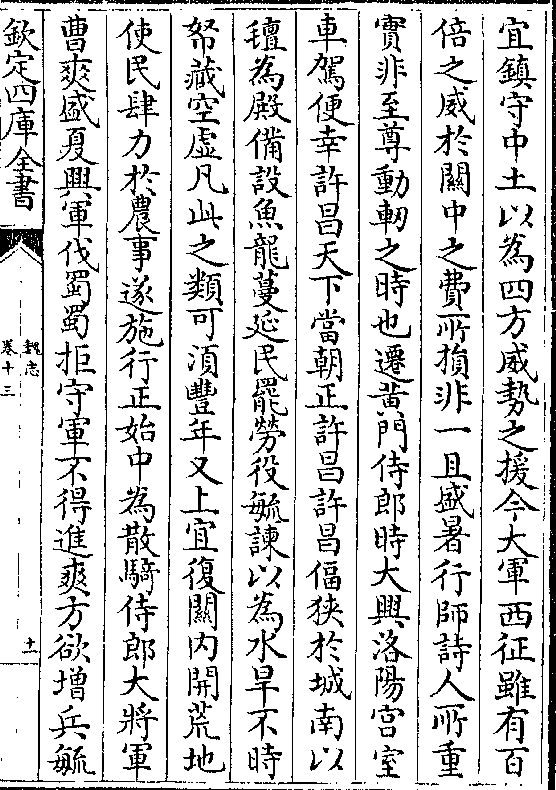 宜鎮守中土以為四方威勢之援今大軍西征雖有百
倍之威於關中之費所損非一且盛暑行師詩人所重
實非至尊動軔之時也遷黃門侍郎時大興洛陽宮室
車駕便幸許昌天下當朝正許昌許昌偪狹於城南以
氊為殿備設魚龍蔓延民罷勞役毓諫以為水旱不時
帑藏空虛凡此之類可須豐年又上宜復關内開荒地
使民肆力於農事遂施行正始中為散騎侍郎大將軍
曹爽盛夏興軍伐蜀蜀拒守軍不得進爽方欲增兵毓
欽定四庫全書
魏志
卷十三
十一